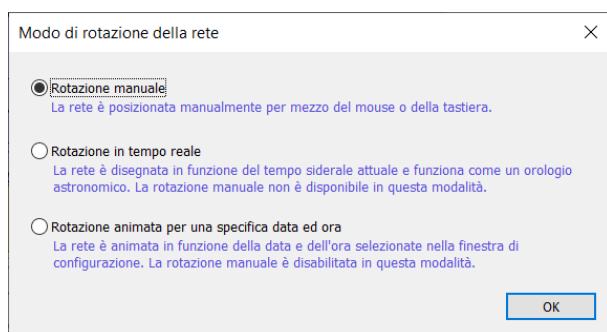 Modo di rotazione della rete
Rotazione manuale
La rete è posizionata manualmente per mezzo del mouse o della tastiera.
Rotazione in tempo reale
La rete è disegnata in funzione del tempo siderale attuale e funziona come un orologio
astronomico. La rotazione manuale non è disponibile in questa modalità.
Rotazione animata per una specifica data ed ora
La rete è animata in funzione della data e dell'ora selezionate nella finestra di
configurazione. La rotazione manuale è disabilitata in questa modalità.
OK